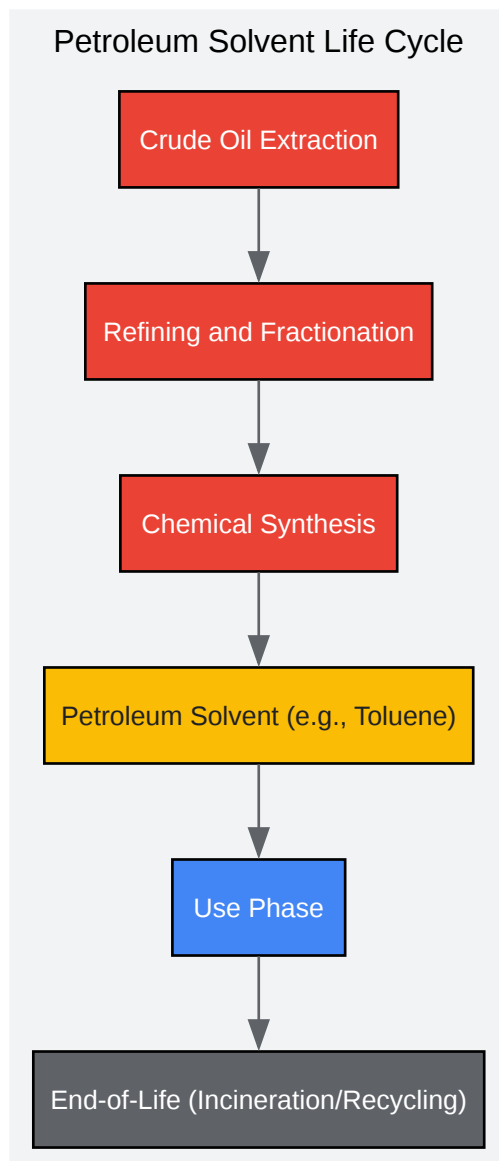 Petroleum Solvent Life Cycle
Crude Oil Extraction
Refining and Fractionation
Chemical Synthesis
Petroleum Solvent (e.g., Toluene)
Use Phase
End-of-Life (Incineration/Recycling)